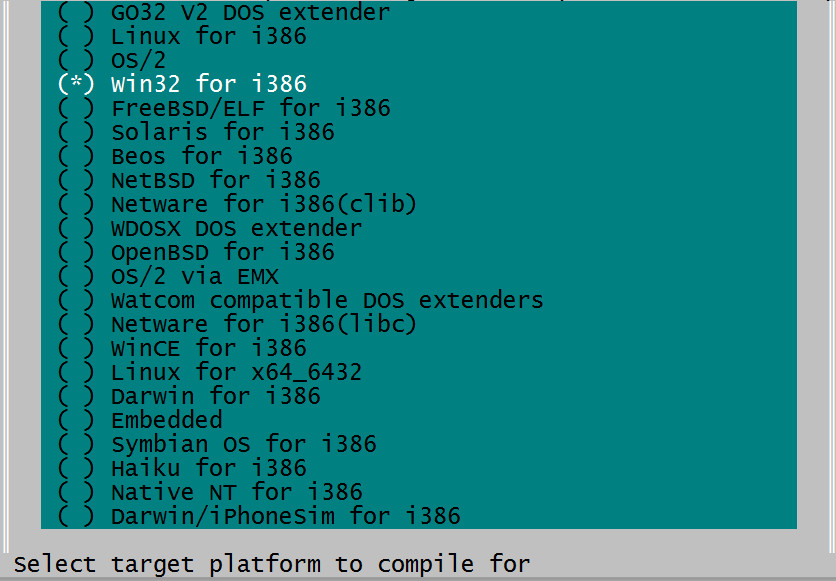 ( ) GO32 V2 DOS extender
( ) Linux for i386
( ) OS/2
(*) Win32 for i386
( ) FreeBSD/ELF for i386
( ) Solaris for i386
( ) Beos for i386
( ) NetBSD for i386
( ) Netware for i386(clib)
( ) WDOSX DOS extender
( ) OpenBSD for i386
( ) OS/2 via EMX
( ) Watcom compatible DOS extenders
( ) Netware for i386(libc)
( ) WinCE for i386
( ) Linux for x64_6432
( ) Darwin for i386
( ) Embedded
( ) Symbian OS for i386
( ) Haiku for i386
( ) Native NT for i386
( ) Darwin/iPhoneSim for i386
Select target platform to compile for